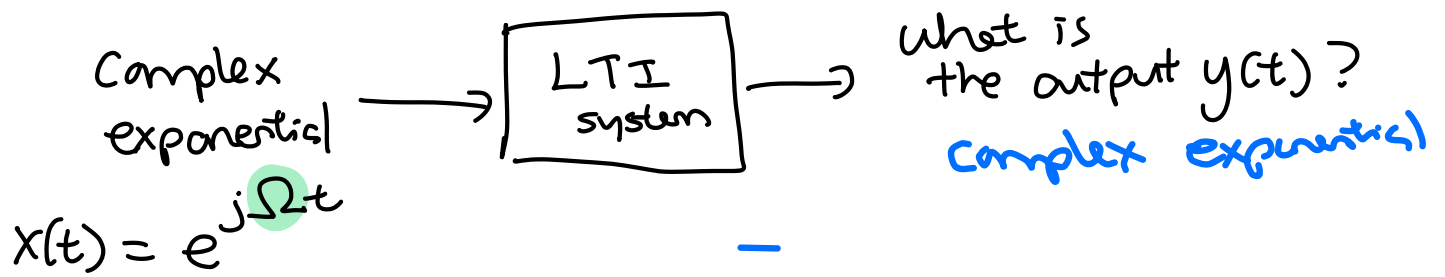 Complex
exponential
x(t) = e^{jΩt}
LTI
system
what is
the output y(t)?
complex exponential